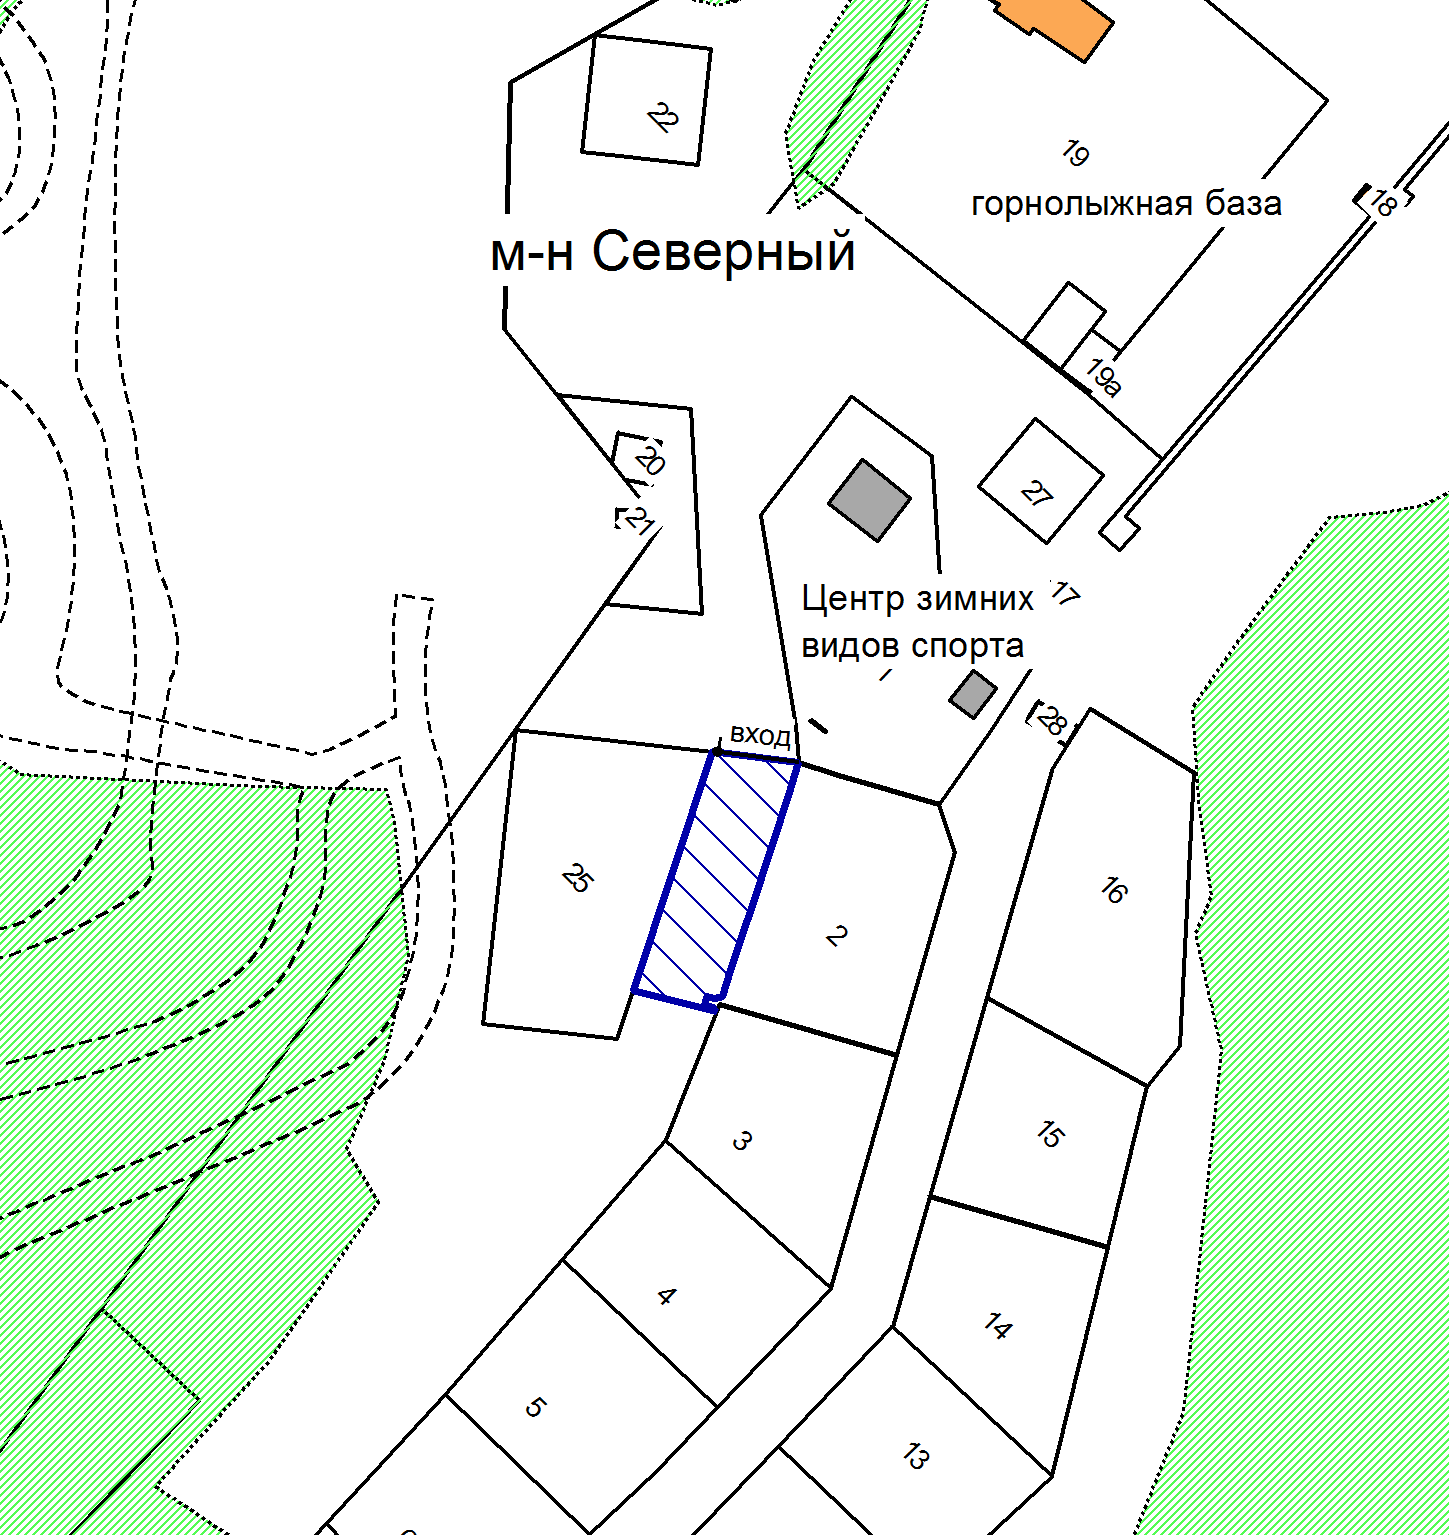 22
19
горнолыжная база
18
м-н Северный
19а
20
27
21
Центр зимних
видов спорта
17
28
вход
25
16
2
15
3
4
14
5
13